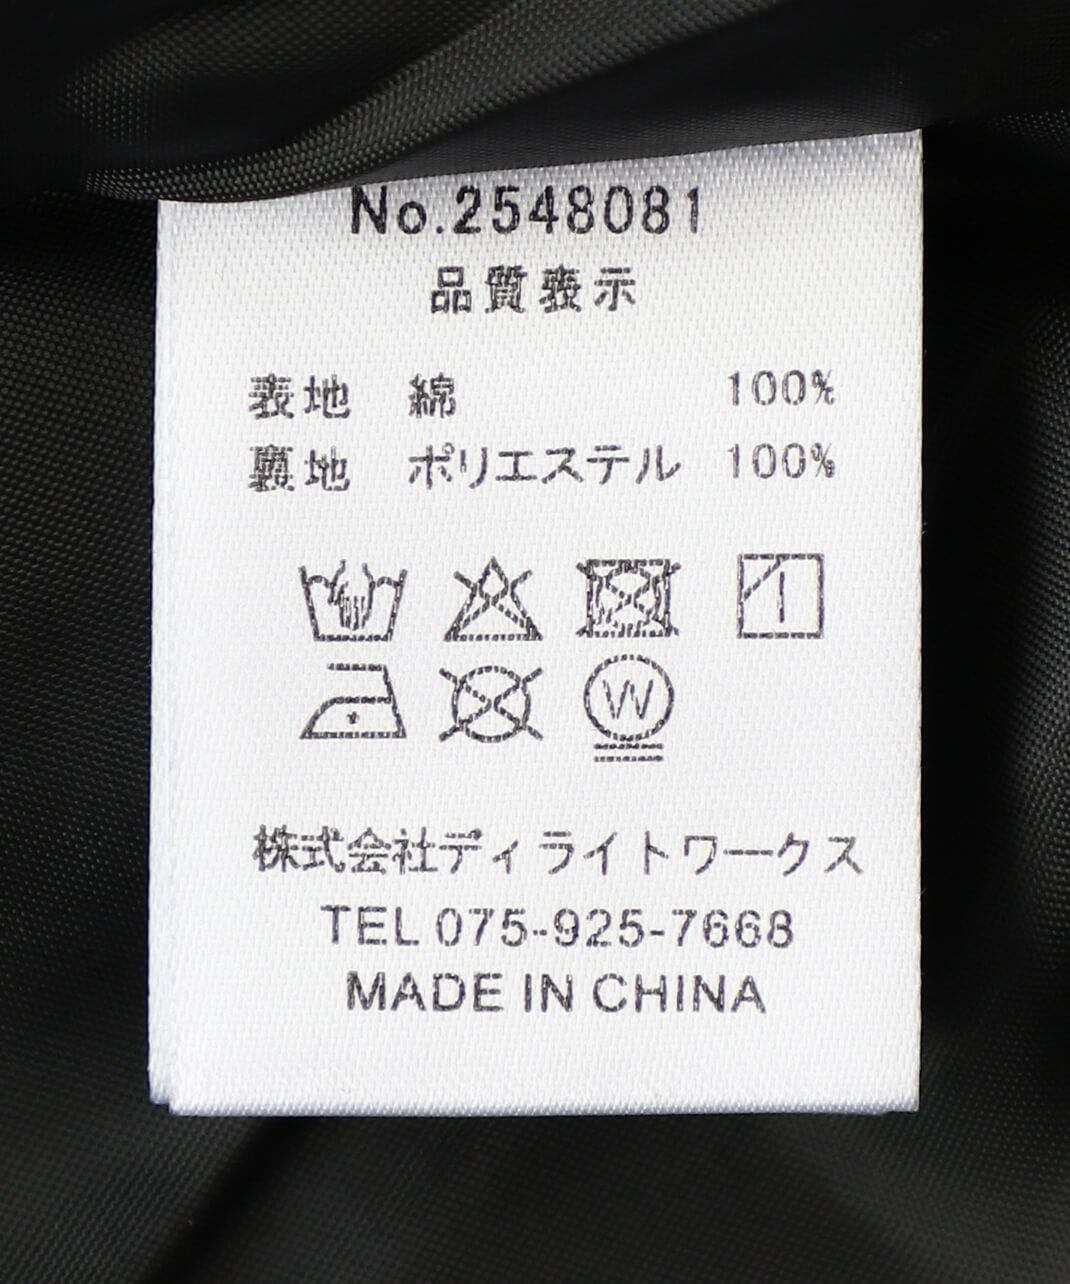 No.2548081
品質表示
表地 綿 100%
裏地 ポリエステル 100%
W
株式会社ディライトワークス
TEL 075-925-7668
MADE IN CHINA